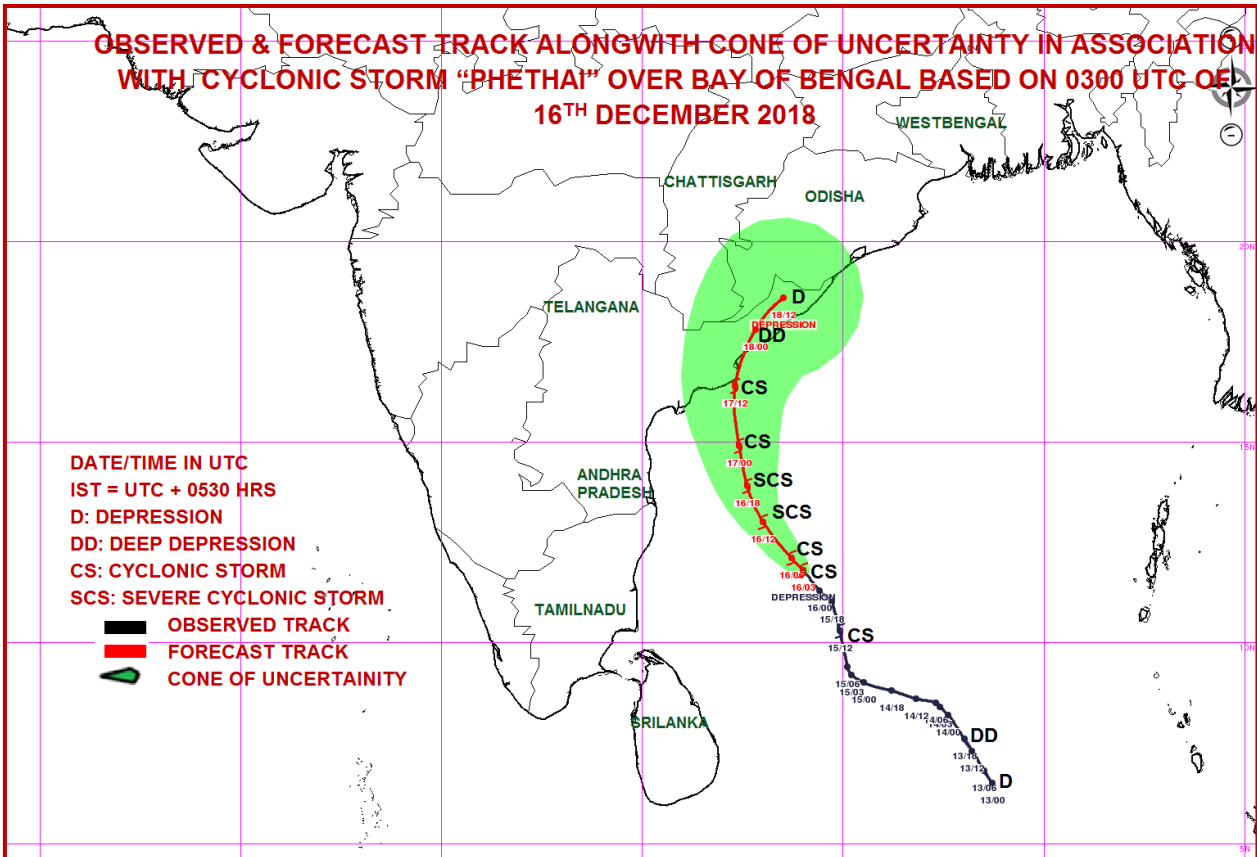 OBSERVED & FORECAST TRACK ALONGWITH CONE OF UNCERTAINTY IN ASSOCIATION
WITH CYCLONIC STORM “PHETHAI” OVER BAY OF BENGAL BASED ON 0300 UTC OF
16TH DECEMBER 2018
WESTBENGAL
CHATTISGARH
ODISHA
20N
TELANGANA
D
18/12
DEPRESSION
DD
18/00
CS
17/12
CS
15N
17/00
DATE/TIME IN UTC
IST = UTC + 0530 HRS
D: DEPRESSION
DD: DEEP DEPRESSION
CS: CYCLONIC STORM
SCS: SEVERE CYCLONIC STORM
OBSERVED TRACK
FORECAST TRACK
CONE OF UNCERTAINITY
ANDHRA
PRADESH
SCS
16/18
SCS
16/12
CS
CS
16/03
DEPRESSION
16/00
15/18
TAMILNADU
CS
15/12
10N
15/06
15/03
15/00
14/18
14/12
14/06
14/03
14/00
SRILANKA
DD
13/18
13/12
D
13/06
13/00
5N